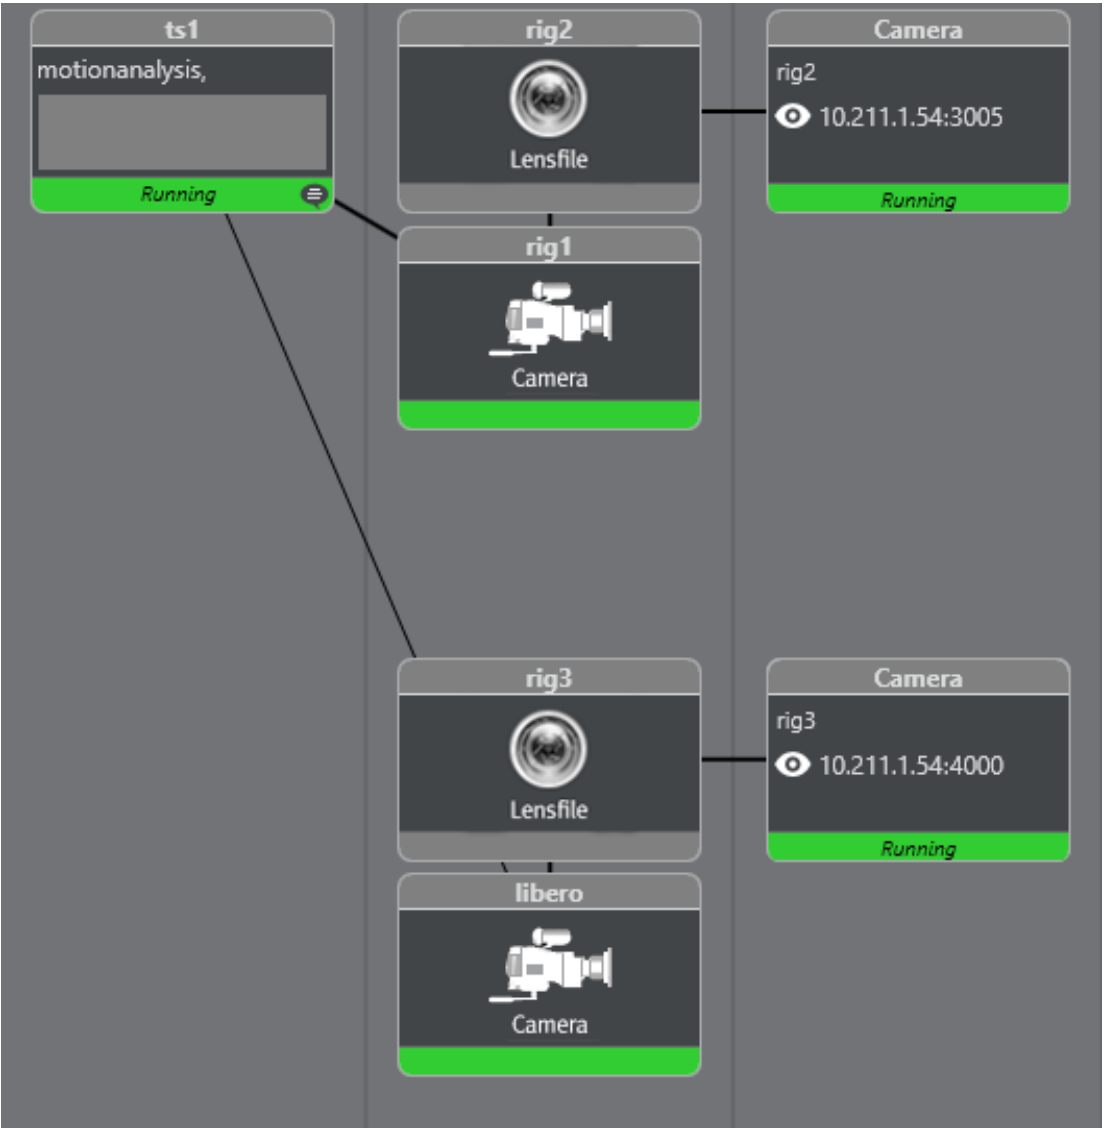 ts1
motionanalysis,
Running
rig2
Lensfile
Camera
rig2
10.211.1.54:3005
Running
rig1
Camera
rig3
Lensfile
Camera
rig3
10.211.1.54:4000
Running
libero
Camera